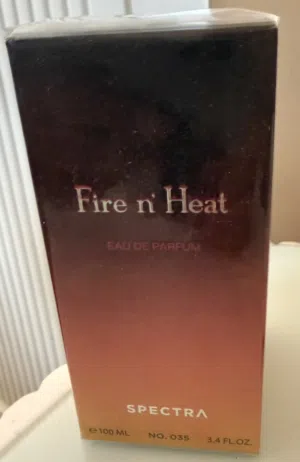 Fire n' Heat
EAU DE PARFUM
SPECTRA
℮ 100 ML NO. 035 3.4 FL.OZ.